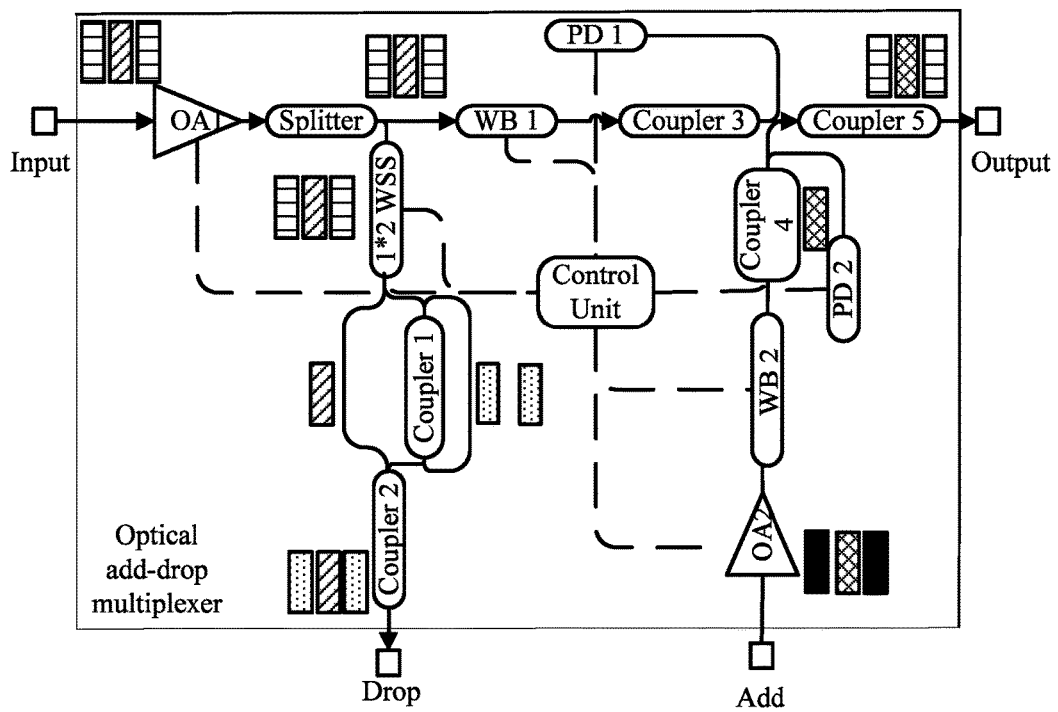 PD 1
OA1
Splitter
WB 1
Coupler 3
Coupler 5
Input
Output
1*2 WSS
Coupler
4
Control
Unit
PD 2
Coupler 1
WB 2
Coupler 2
OA2
Optical
add-drop
multiplexer
Drop
Add